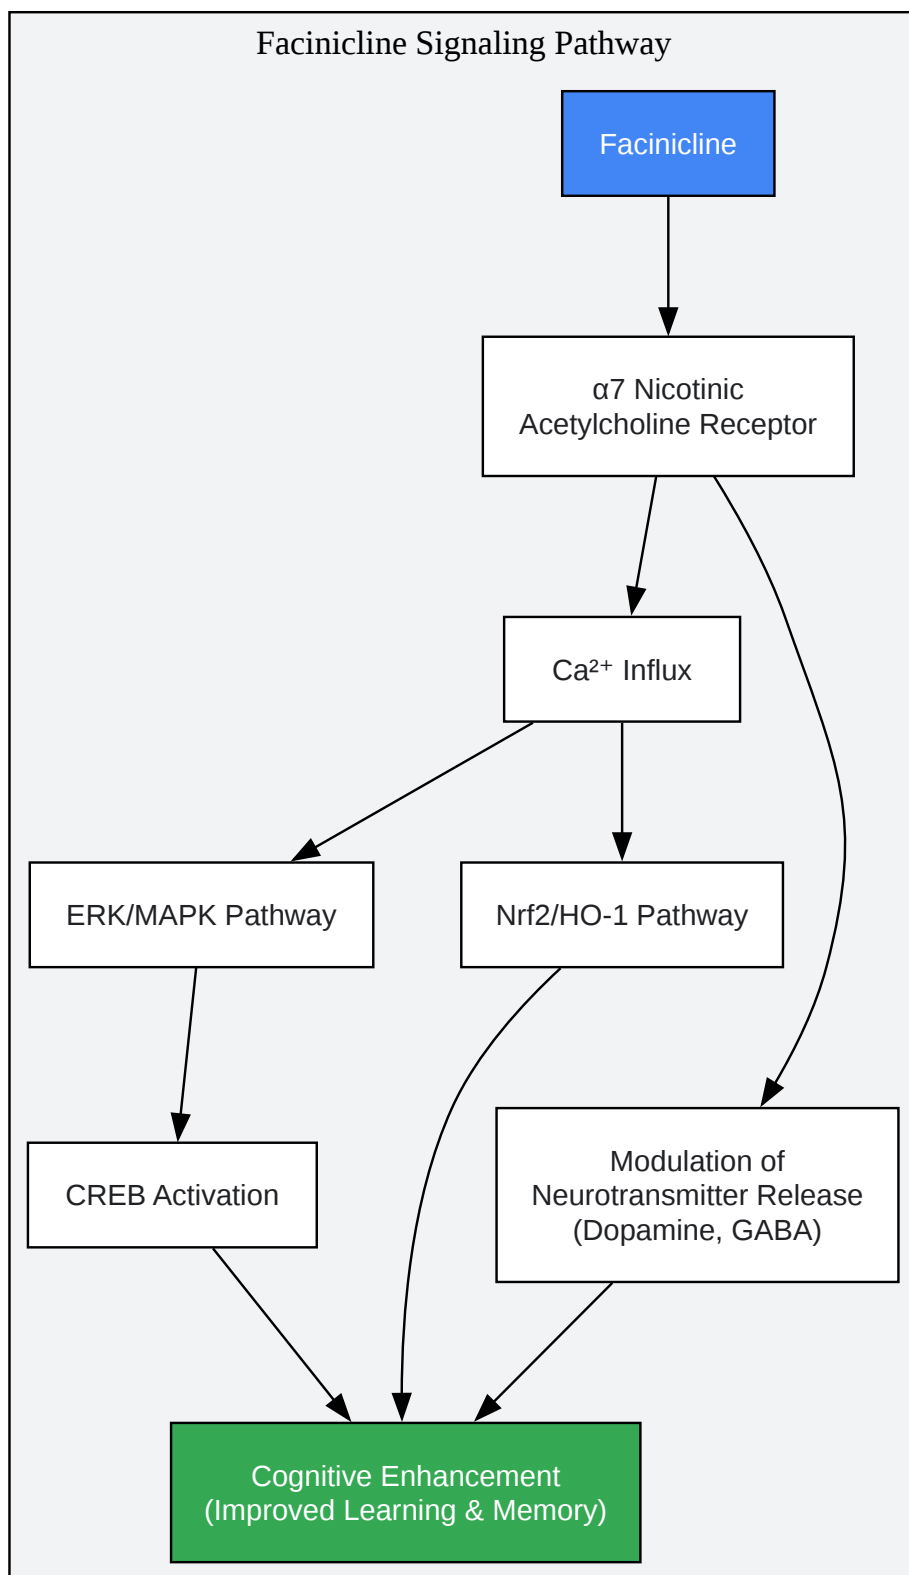 Facinicline Signaling Pathway
Facinicline
α7 Nicotinic
Acetylcholine Receptor
Ca²⁺ Influx
ERK/MAPK Pathway
Nrf2/HO-1 Pathway
Modulation of
Neurotransmitter Release
(Dopamine, GABA)
CREB Activation
Cognitive Enhancement
(Improved Learning & Memory)